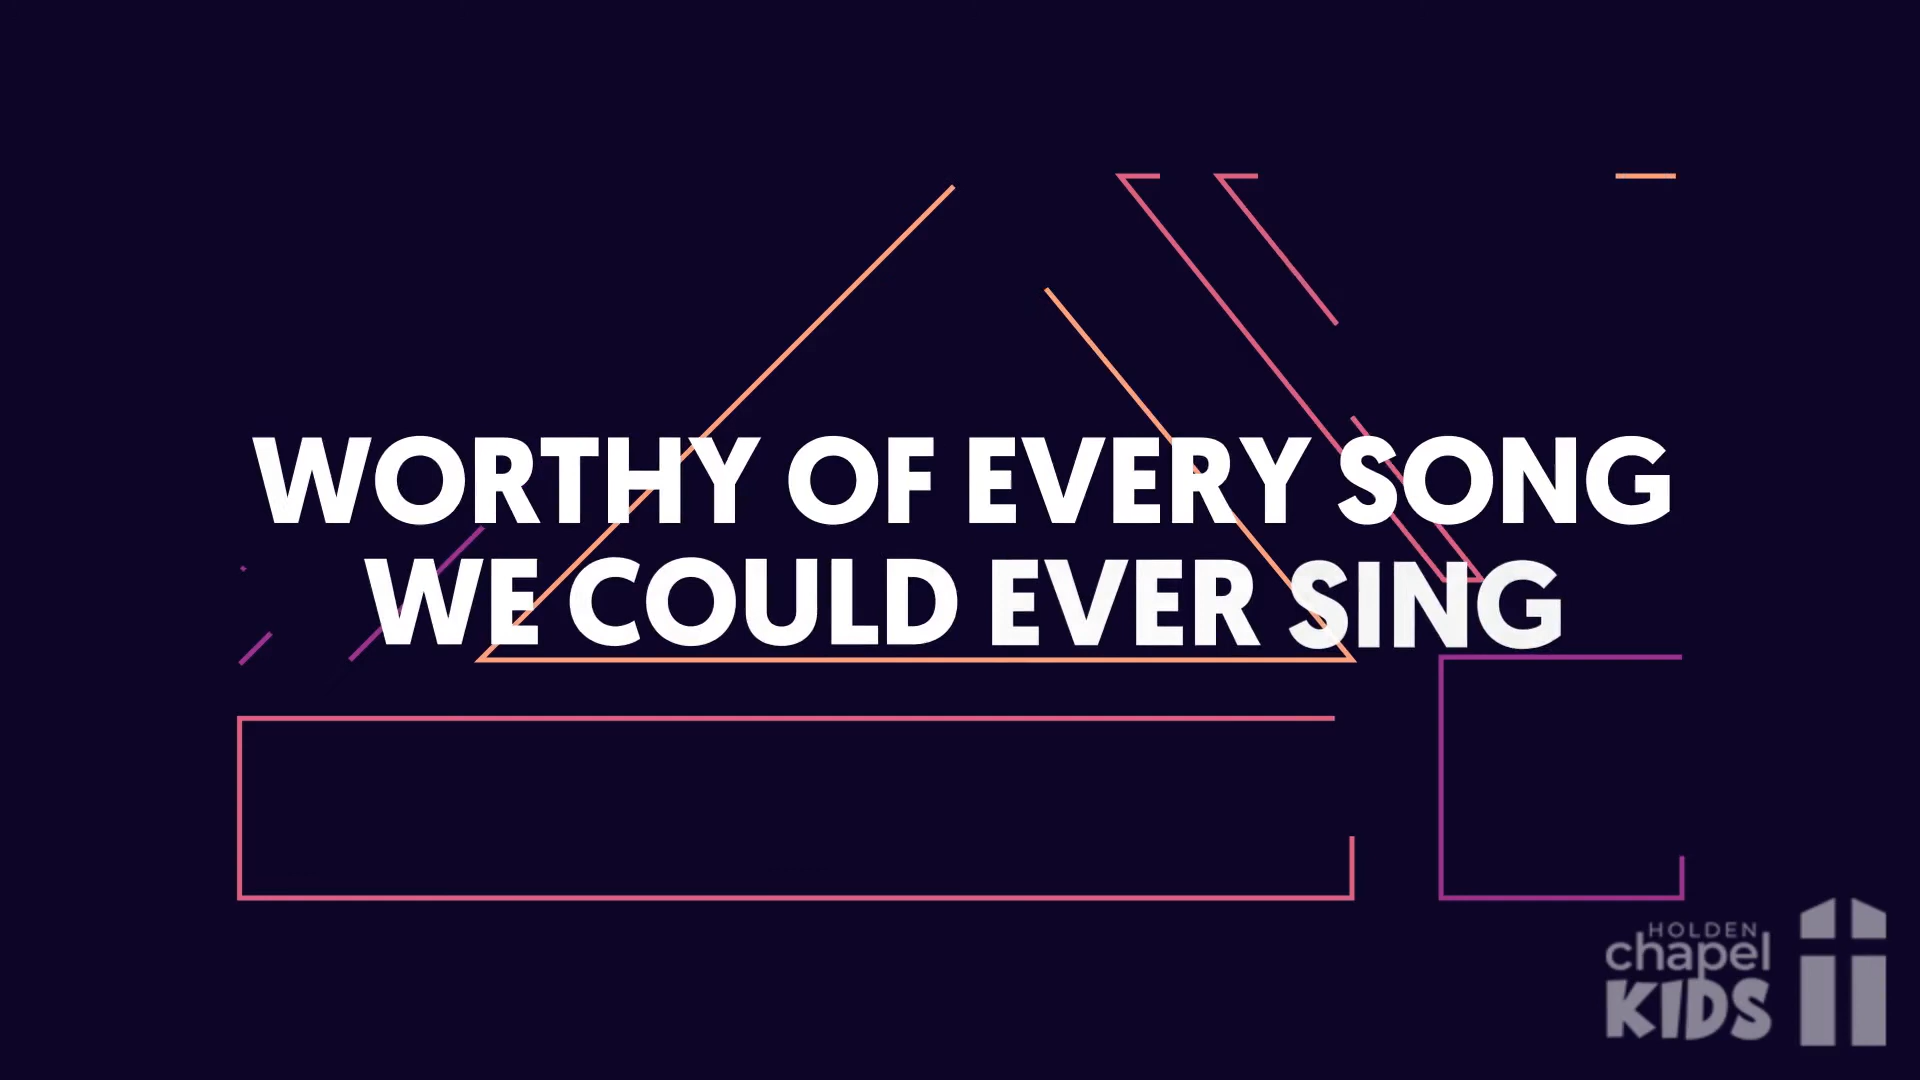 WORTHY OF EVERY SONG
WE COULD EVER SING
HOLDEN
chapel
KIDS